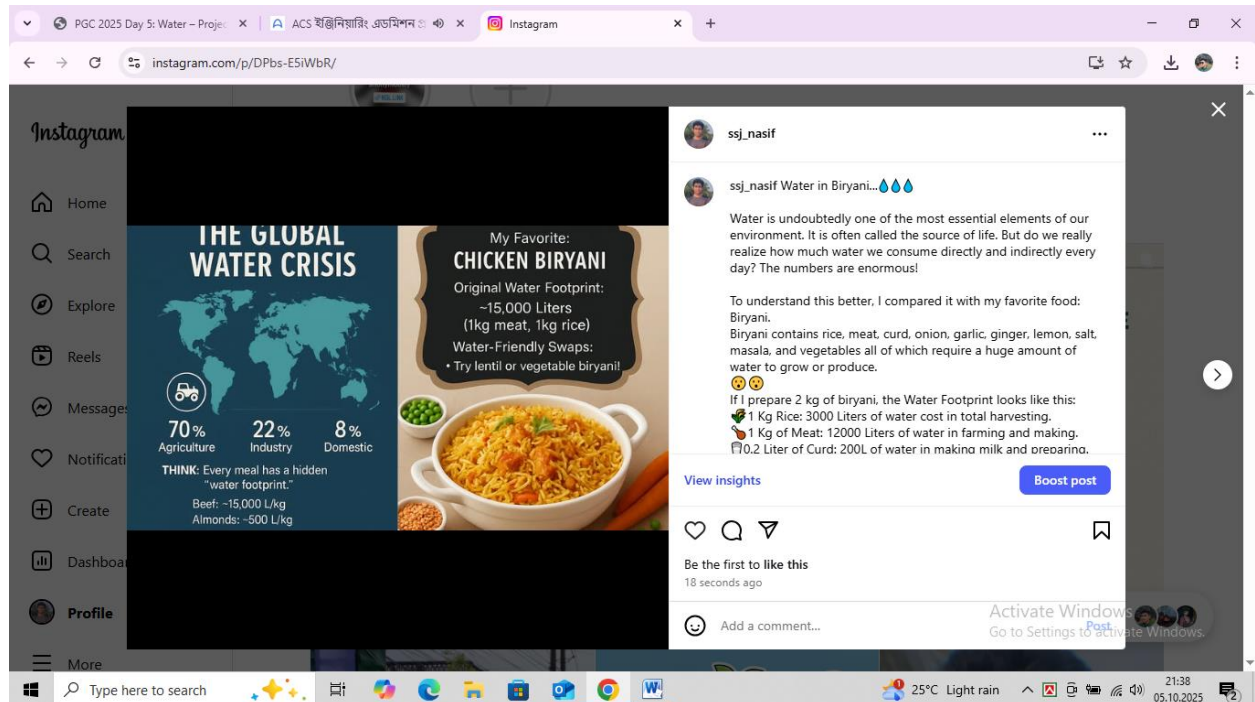 PGC 2025 Day 5: Water – Projec
ACS ইঞ্জিনিয়ারিং এডমিশন
Instagram
instagram.com/p/DPbs-E5iWbR/
Instagram
Home
Search
Explore
Reels
Messages
Notificati
Create
Dashboar
Profile
More
THE GLOBAL
WATER CRISIS
70% 22% 8%
Agriculture Industry Domestic
THINK: Every meal has a hidden
"water footprint."
Beef: ~15,000 L/kg
Almonds: ~500 L/kg
My Favorite:
CHICKEN BIRYANI
Original Water Footprint:
~15,000 Liters
(1kg meat, 1kg rice)
Water-Friendly Swaps:
• Try lentil or vegetable biryani!
ssj_nasif
ssj_nasif Water in Biryani...💧💧💧
Water is undoubtedly one of the most essential elements of our
environment. It is often called the source of life. But do we really
realize how much water we consume directly and indirectly every
day? The numbers are enormous!
To understand this better, I compared it with my favorite food:
Biryani.
Biryani contains rice, meat, curd, onion, garlic, ginger, lemon, salt,
masala, and vegetables all of which require a huge amount of
water to grow or produce.
😮😮
If I prepare 2 kg of biryani, the Water Footprint looks like this:
🌾1 Kg Rice: 3000 Liters of water cost in total harvesting.
🍗1 Kg of Meat: 12000 Liters of water in farming and making.
🥛0.2 Liter of Curd: 200L of water in making milk and preparing.
View insights
Boost post
Be the first to like this
18 seconds ago
Add a comment...
Post
Activate Windows
Go to Settings to activate Windows.
Type here to search
25°C Light rain
21:38
05.10.2025
2